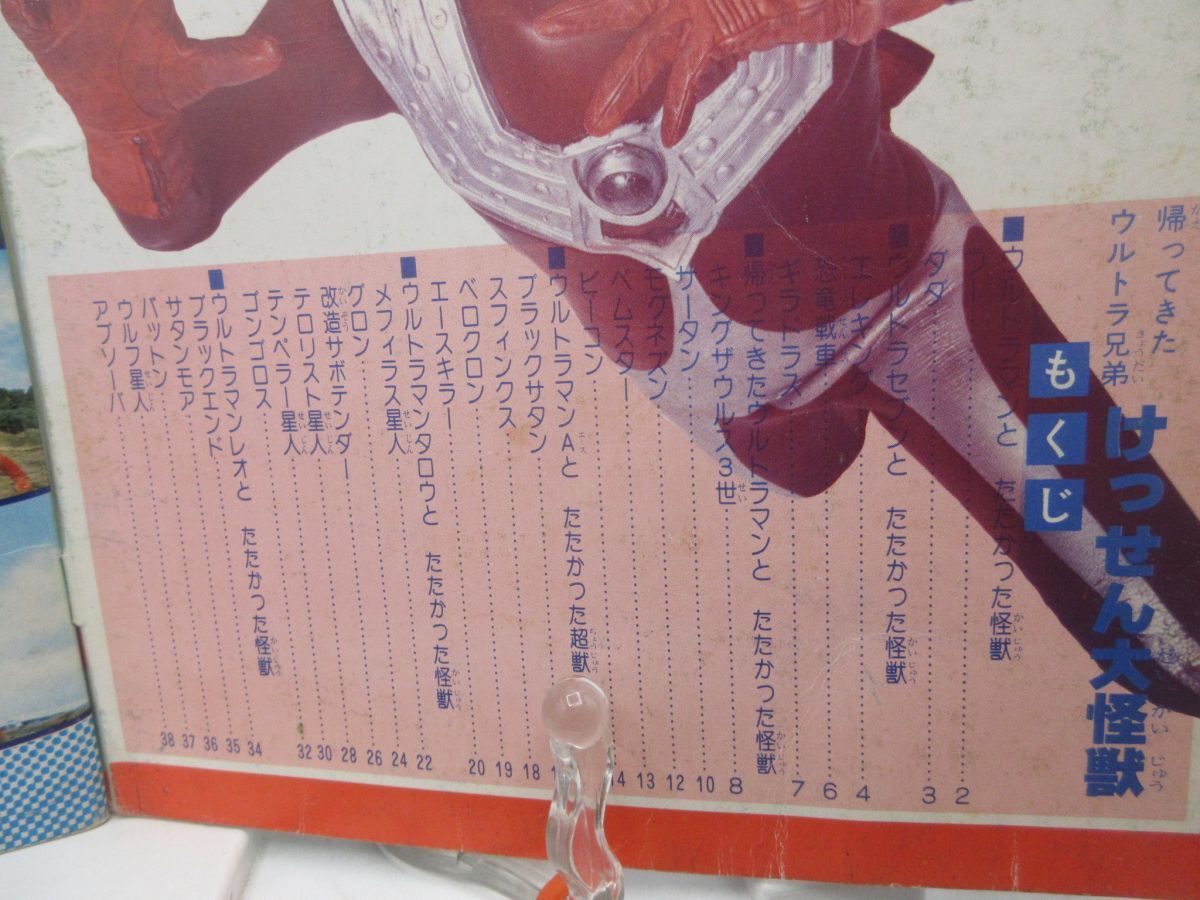 帰ってきた
ウルトラ兄弟
けっせん大怪獣
もくじ
■ウルトラマンと たたかった怪獣
ウー 2
ダダ 3
■ウルトラセブンと たたかった怪獣
エレキング 4
恐竜戦車 6
ギラドラス 7
■帰ってきたウルトラマンと たたかった怪獣
キングザウルス3世 8
サータン 10
モグネズン 12
ベムスター 13
ビーコン 14
■ウルトラマンAと たたかった超獣
ブラックサタン
スフィンクス 18
ベロクロン 19
エースキラー 20
■ウルトラマンタロウと たたかった怪獣
メフィラス星人 22
グロン 24
改造サボテンダー 26
テロリスト星人 28
テンペラー星人 30
ゴンゴロス 32
■ウルトラマンレオと たたかった怪獣
ブラックエンド 34
サタンモア 35
バットン 36
ウルフ星人 37
アブソーバ 38